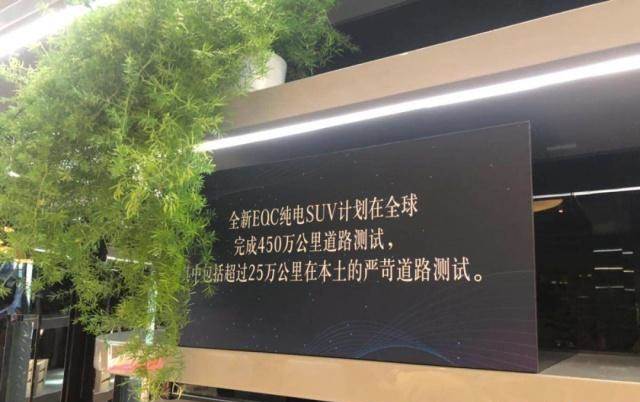 全新EQC纯电SUV计划在全球
完成450万公里道路测试，
其中包括超过25万公里在本土的严苛道路测试。